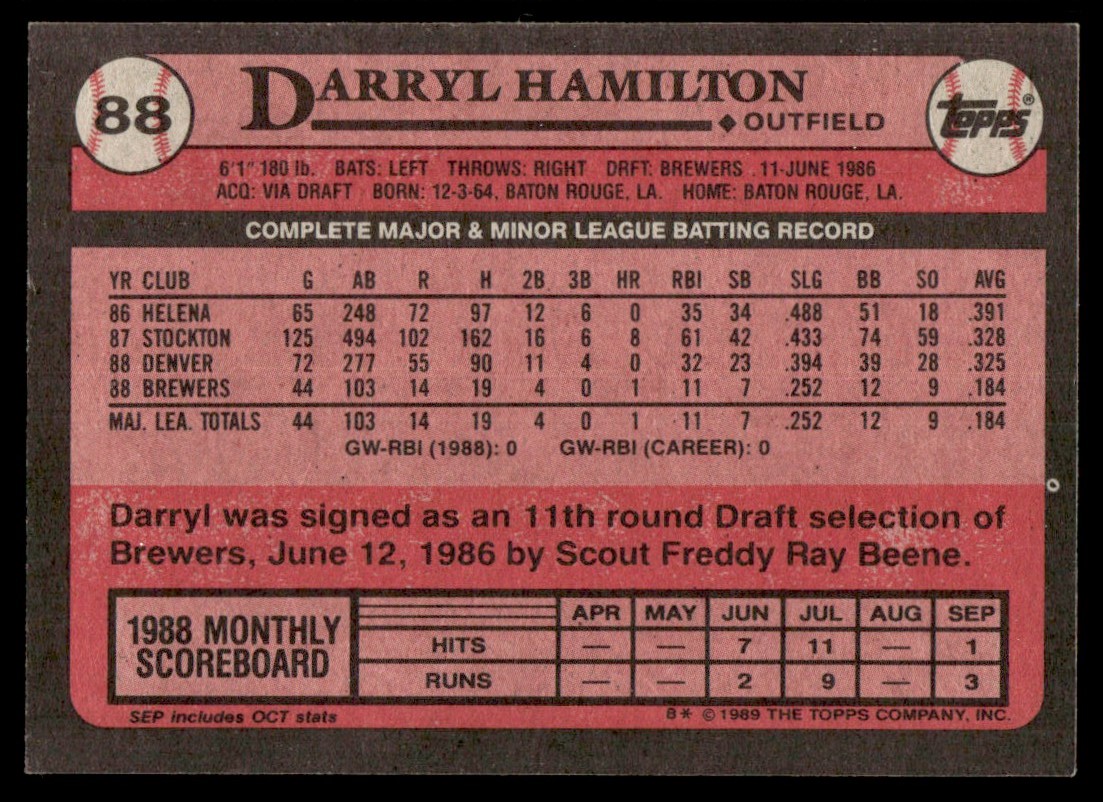 88
DARRYL HAMILTON
◆ OUTFIELD
Topps®
6'1" 180 lb. BATS: LEFT THROWS: RIGHT DRFT: BREWERS .11-JUNE 1986
ACQ: VIA DRAFT BORN: 12-3-64, BATON ROUGE, LA. HOME: BATON ROUGE, LA.
COMPLETE MAJOR & MINOR LEAGUE BATTING RECORD
YR CLUB G AB R H 2B 3B HR RBI SB SLG BB SO AVG
86 HELENA 65 248 72 97 12 6 0 35 34 .488 51 18 .391
87 STOCKTON 125 494 102 162 16 6 8 61 42 .433 74 59 .328
88 DENVER 72 277 55 90 11 4 0 32 23 .394 39 28 .325
88 BREWERS 44 103 14 19 4 0 1 11 7 .252 12 9 .184
MAJ. LEA. TOTALS 44 103 14 19 4 0 1 11 7 .252 12 9 .184
GW-RBI (1988): 0 GW-RBI (CAREER): 0
Darryl was signed as an 11th round Draft selection of
Brewers, June 12, 1986 by Scout Freddy Ray Beene.
1988 MONTHLY
SCOREBOARD
APR MAY JUN JUL AUG SEP
HITS — — 7 11 — 1
RUNS — — 2 9 — 3
SEP includes OCT stats
B* © 1989 THE TOPPS COMPANY, INC.